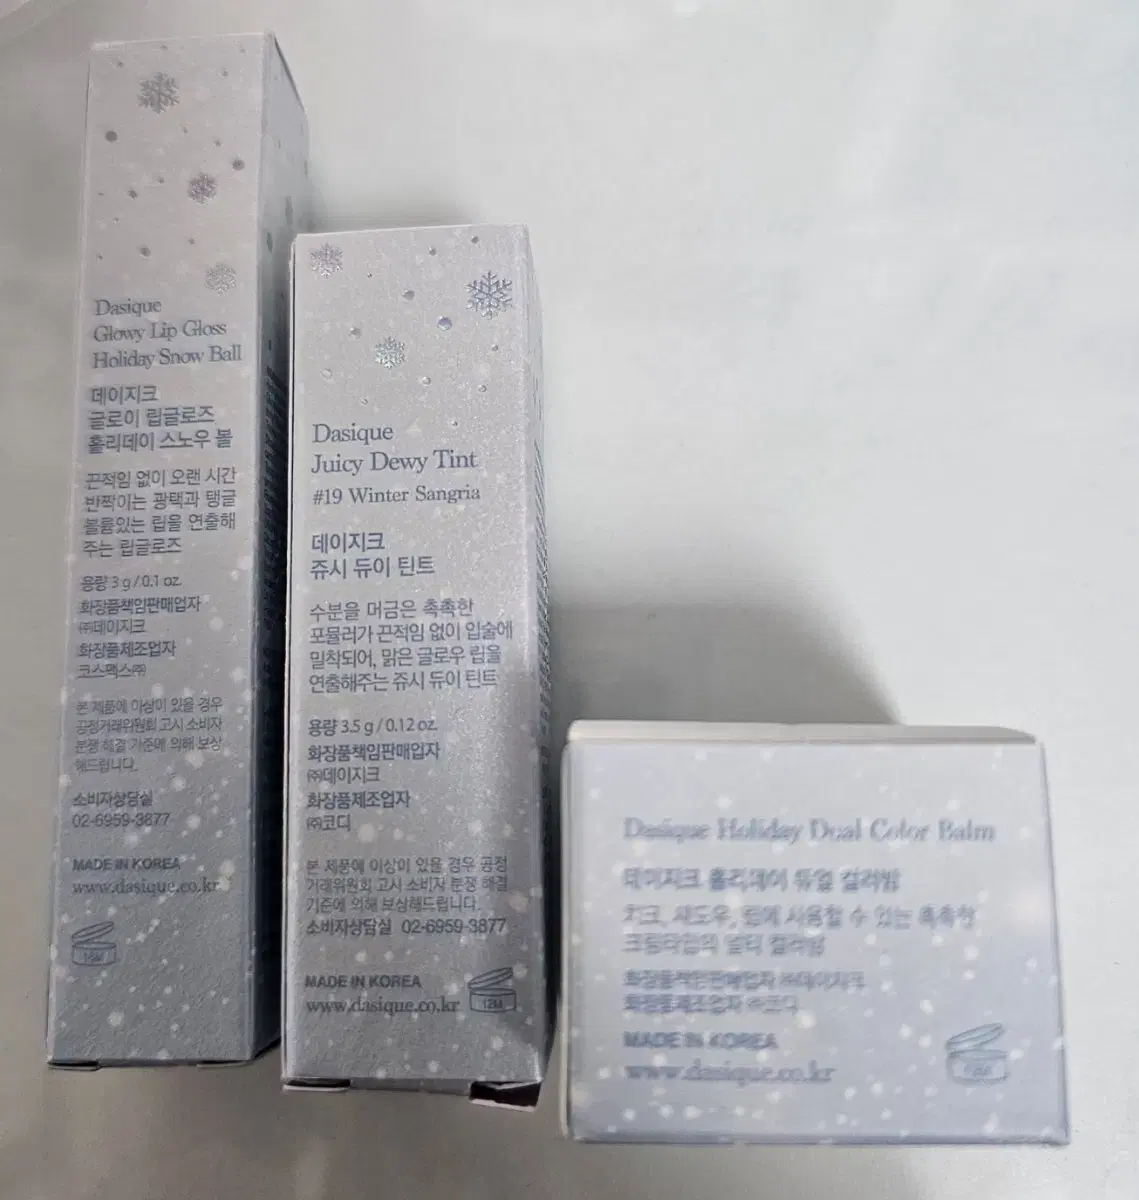 Dasique
Glowy Lip Gloss
Holiday Snow Ball
데이지크
글로이 립글로즈
홀리데이 스노우 볼
끈적임 없이 오랜 시간
반짝이는 광택과 탱글
볼륨있는 립을 연출해
주는 립글로즈
용량 3 g / 0.1 oz.
화장품책임판매업자
㈜데이지크
화장품제조업자
코스맥스㈜
본 제품에 이상이 있을 경우
공정거래위원회 고시 소비자
분쟁 해결 기준에 의해 보상
해드립니다.
소비자상담실
02-6959-3877
MADE IN KOREA
www.dasique.co.kr
Dasique
Juicy Dewy Tint
#19 Winter Sangria
데이지크
쥬시 듀이 틴트
수분을 머금은 촉촉한
포뮬러가 끈적임 없이 입술에
밀착되어, 맑은 글로우 립을
연출해주는 쥬시 듀이 틴트
용량 3.5 g / 0.12 oz.
화장품책임판매업자
㈜데이지크
화장품제조업자
㈜코디
본 제품에 이상이 있을 경우 공정
거래위원회 고시 소비자 분쟁 해결
기준에 의해 보상해드립니다.
소비자상담실 02-6959-3877
MADE IN KOREA
www.dasique.co.kr
12M
Dasique Holiday Dual Color Balm
데이지크 홀리데이 듀얼 컬러밤
치크, 섀도우, 립에 사용할 수 있는 촉촉한
크림타입의 멀티 컬러밤
화장품책임판매업자 ㈜데이지크
화장품제조업자 ㈜코디
MADE IN KOREA
www.dasique.co.kr